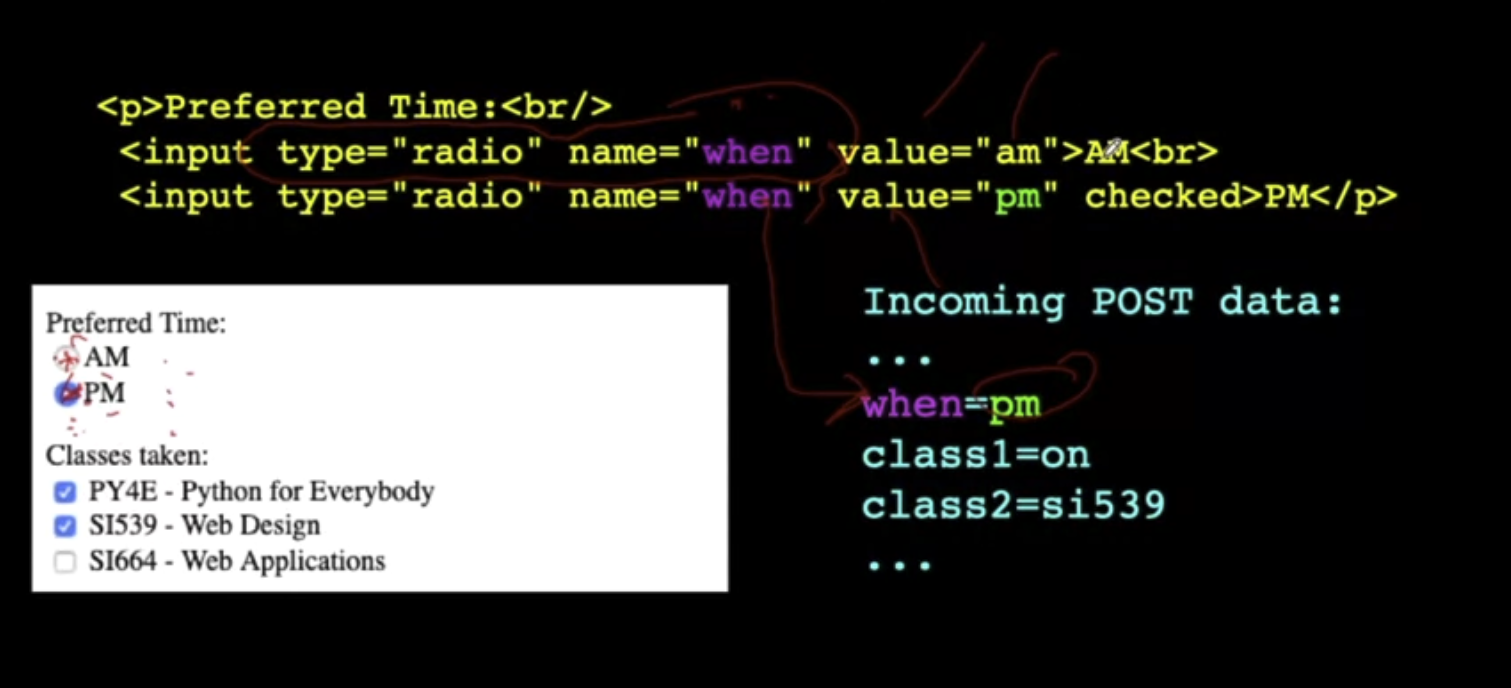 <p>Preferred Time:<br/>
<input type="radio" name="when" value="am">AM<br>
<input type="radio" name="when" value="pm" checked>PM</p>
Preferred Time:
AM
PM
Classes taken:
PY4E - Python for Everybody
SI539 - Web Design
SI664 - Web Applications
Incoming POST data:
...
when=pm
class1=on
class2=si539
...